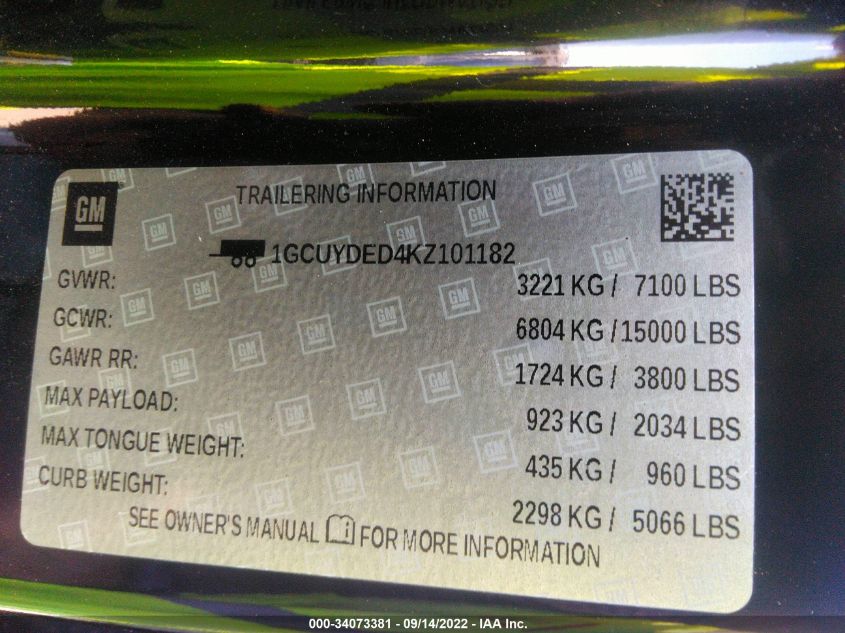 GM
TRAILERING INFORMATION
1GCUYDED4KZ101182
GVWR: 3221 KG / 7100 LBS
GCWR: 6804 KG /15000 LBS
GAWR RR: 1724 KG / 3800 LBS
MAX PAYLOAD: 923 KG / 2034 LBS
MAX TONGUE WEIGHT: 435 KG / 960 LBS
CURB WEIGHT: 2298 KG / 5066 LBS
SEE OWNER'S MANUAL FOR MORE INFORMATION
000-34073381 - 09/14/2022 - IAA Inc.